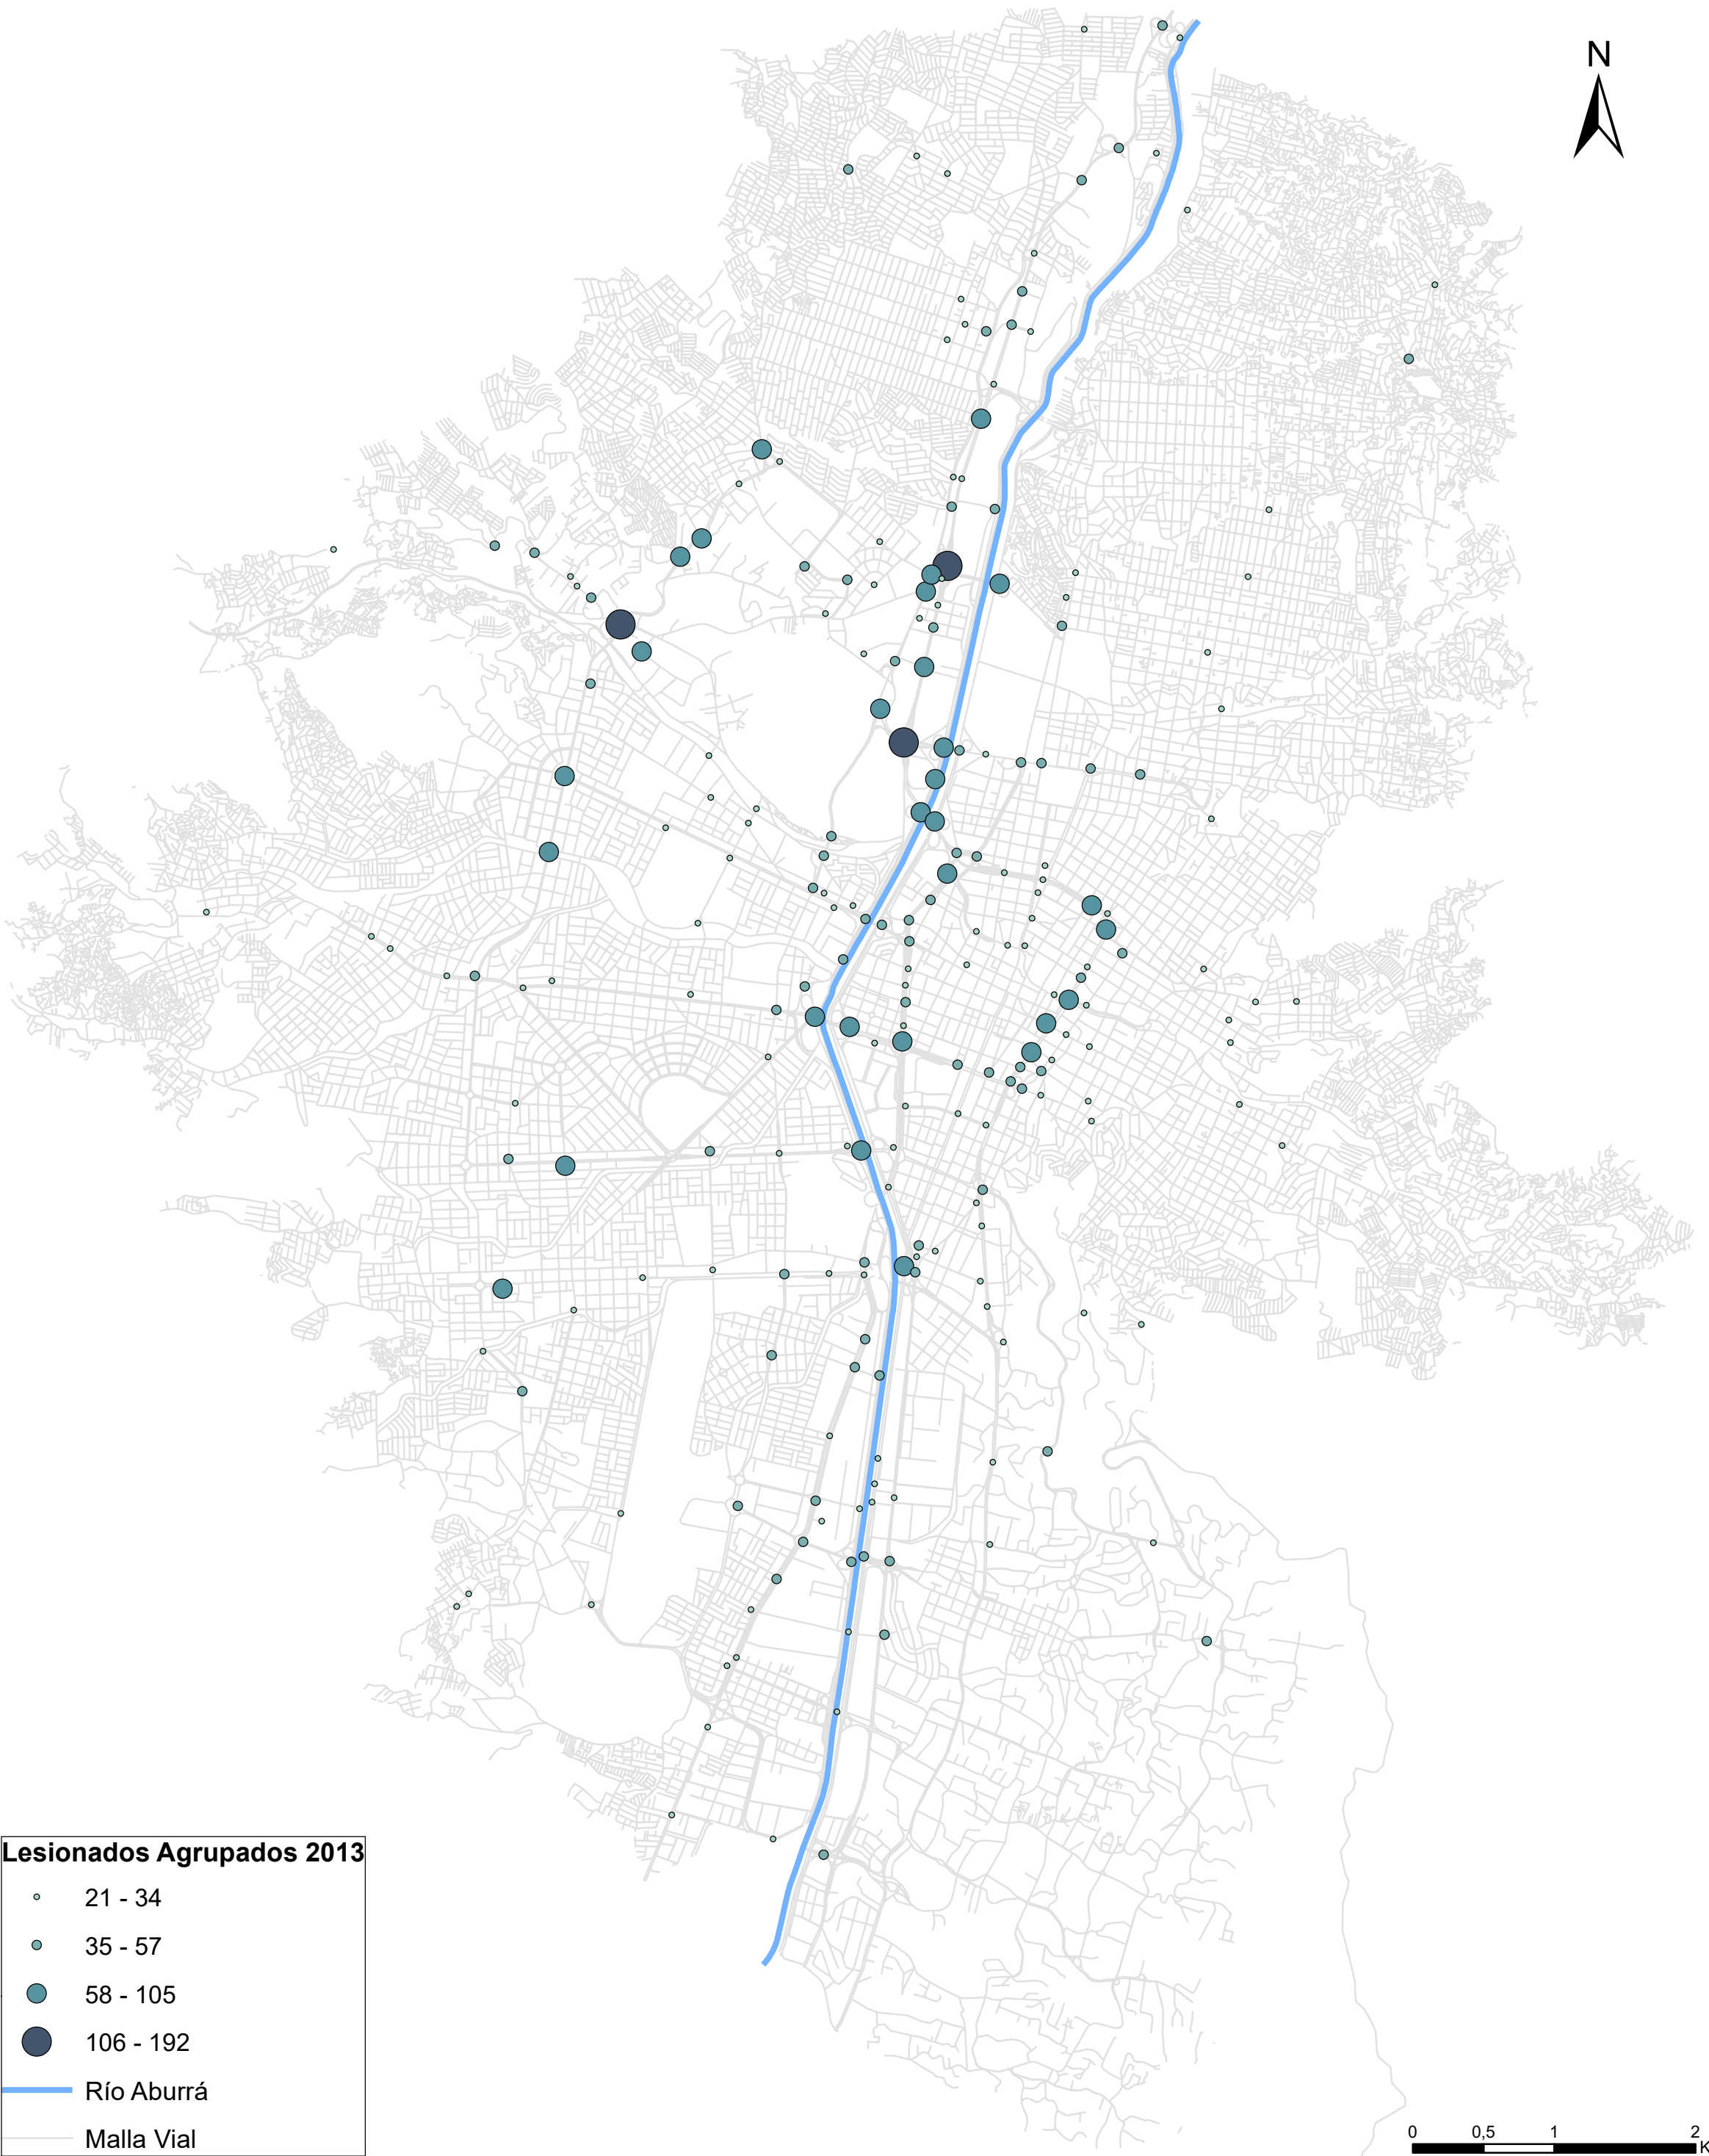 N
Lesionados Agrupados 2013
21 - 34
35 - 57
58 - 105
106 - 192
Río Aburrá
Malla Vial
0 0,5 1 2
K